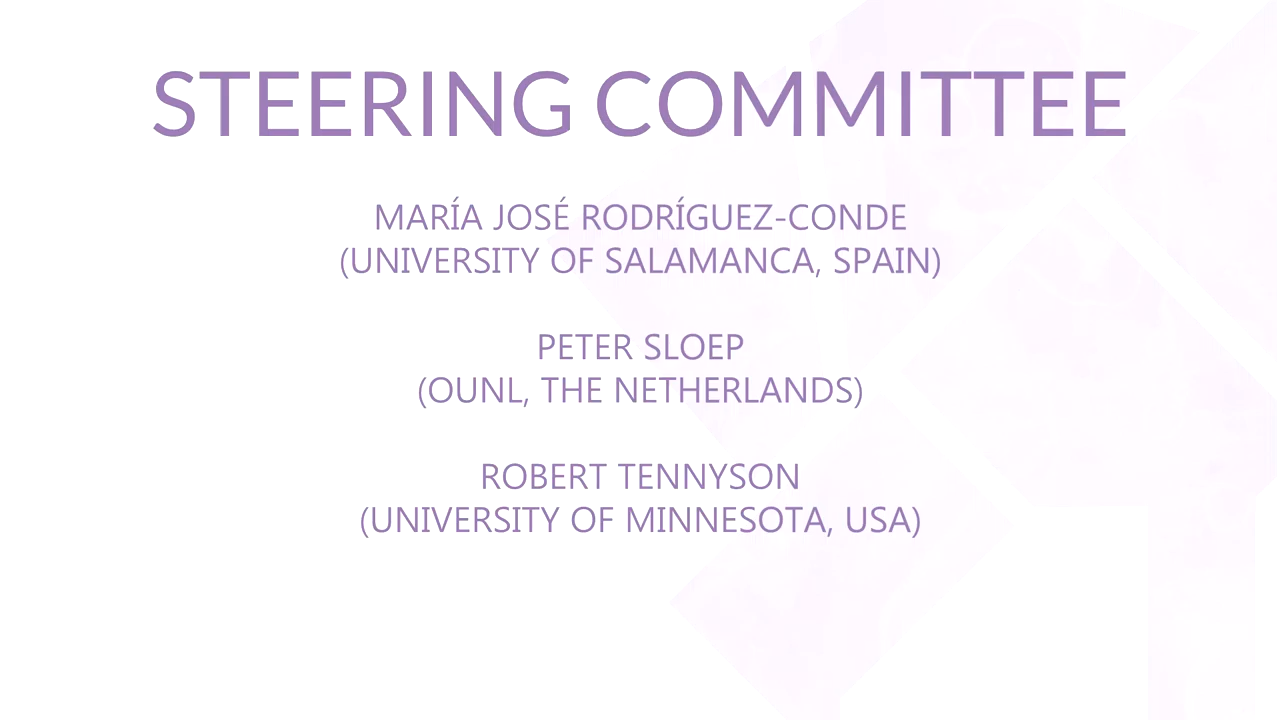 STEERING COMMITTEE
MARÍA JOSÉ RODRÍGUEZ-CONDE
(UNIVERSITY OF SALAMANCA, SPAIN)
PETER SLOEP
(OUNL, THE NETHERLANDS)
ROBERT TENNYSON
(UNIVERSITY OF MINNESOTA, USA)